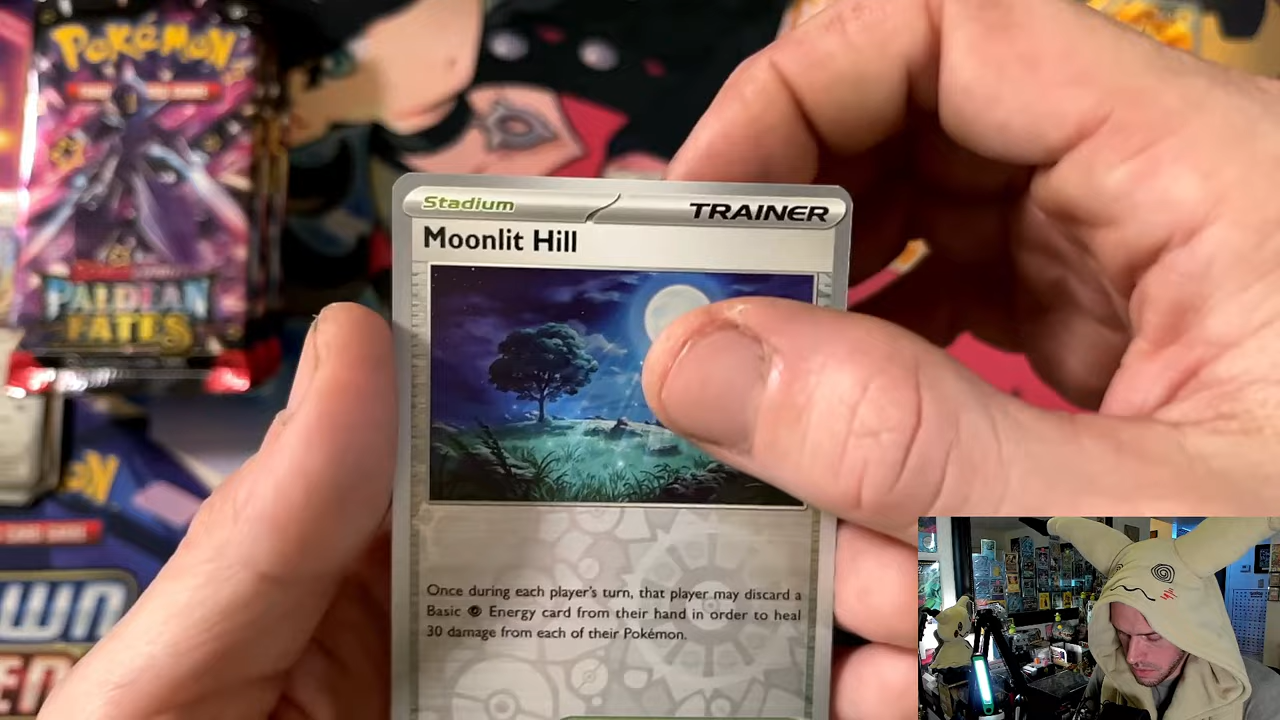 POKÉMON
PALDEAN
FATES
Stadium
TRAINER
Moonlit Hill
Once during each player's turn, that player may discard a
Basic Energy card from their hand in order to heal
30 damage from each of their Pokémon.